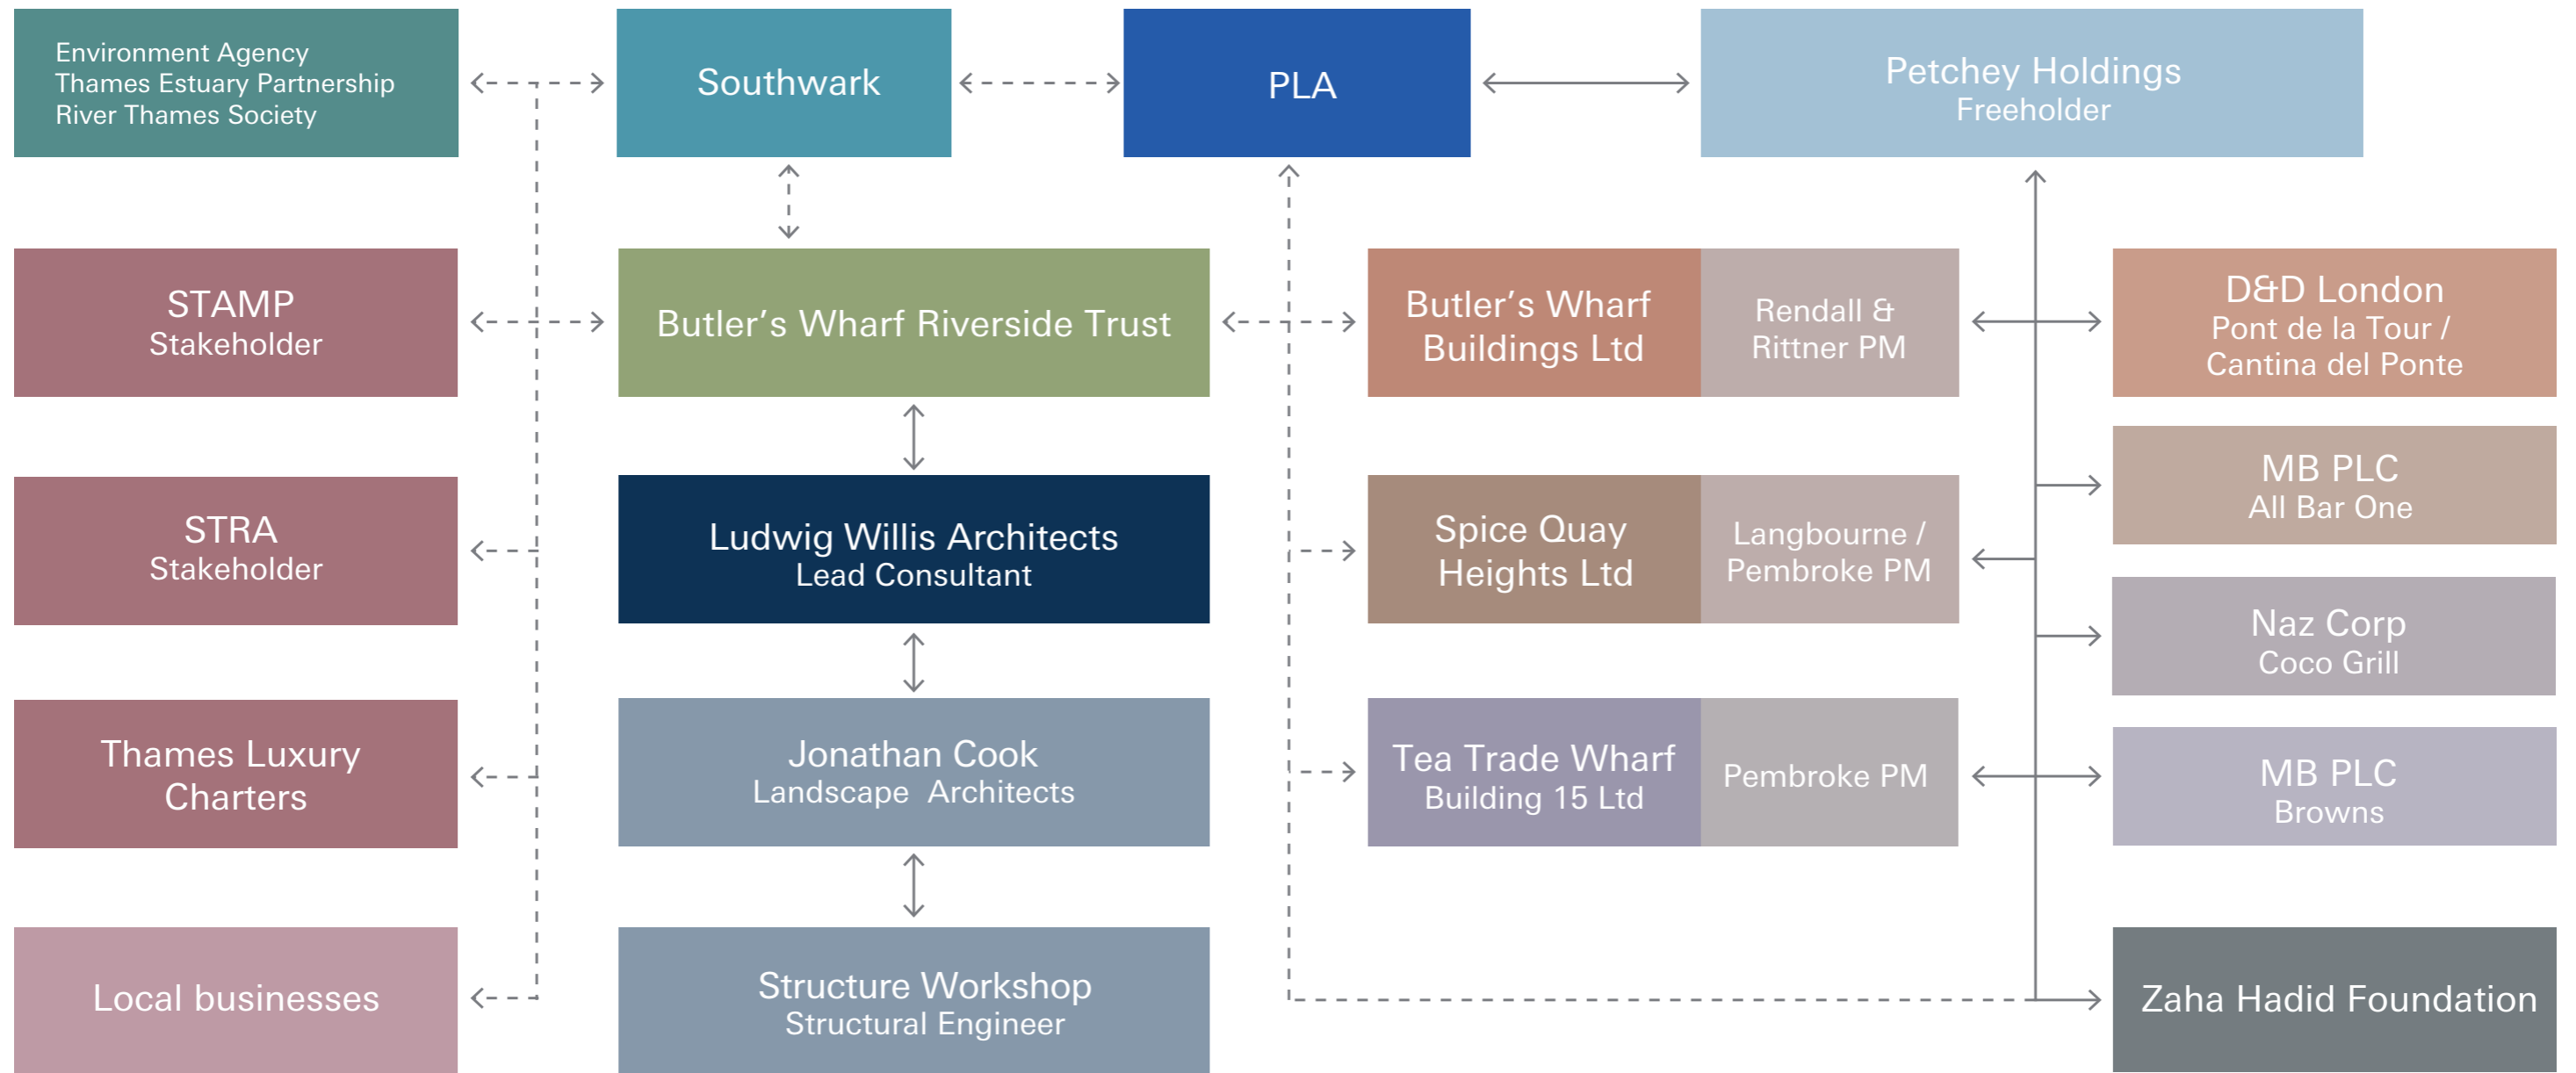 Environment Agency
Thames Estuary Partnership
River Thames Society
Southwark
PLA
Petchey Holdings
Freeholder
STAMP
Stakeholder
Butler’s Wharf Riverside Trust
Butler’s Wharf
Buildings Ltd
Rendall &
Rittner PM
D&D London
Pont de la Tour /
Cantina del Ponte
MB PLC
All Bar One
STRA
Stakeholder
Ludwig Willis Architects
Lead Consultant
Spice Quay
Heights Ltd
Langbourne /
Pembroke PM
Naz Corp
Coco Grill
Thames Luxury
Charters
Jonathan Cook
Landscape Architects
Tea Trade Wharf
Building 15 Ltd
Pembroke PM
MB PLC
Browns
Local businesses
Structure Workshop
Structural Engineer
Zaha Hadid Foundation